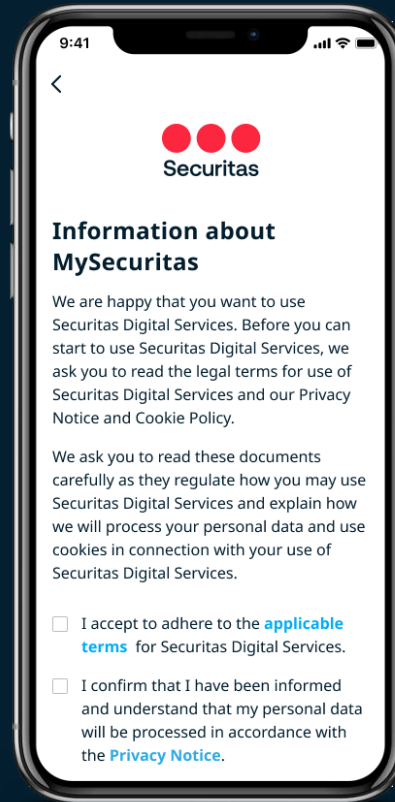 9:41
Securitas
Information about
MySecuritas
We are happy that you want to use
Securitas Digital Services. Before you can
start to use Securitas Digital Services, we
ask you to read the legal terms for use of
Securitas Digital Services and our Privacy
Notice and Cookie Policy.
We ask you to read these documents
carefully as they regulate how you may use
Securitas Digital Services and explain how
we will process your personal data and use
cookies in connection with your use of
Securitas Digital Services.
I accept to adhere to the applicable
terms for Securitas Digital Services.
I confirm that I have been informed
and understand that my personal data
will be processed in accordance with
the Privacy Notice.